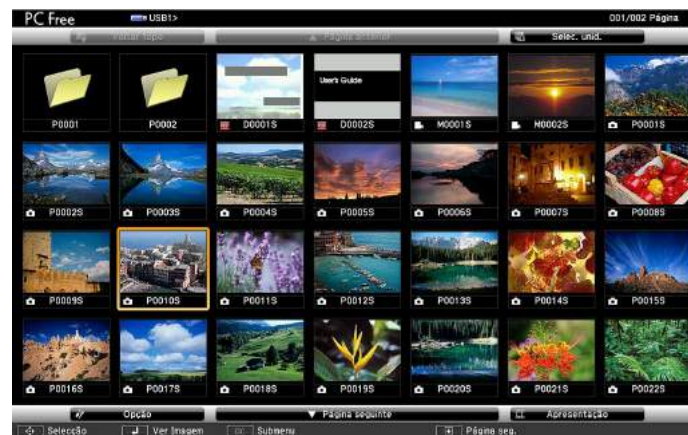 PC Free USB1> 001/002 Página
Voltar topo Página anterior Selec. unid.
User's Guide
P0001 P0002 D0001S D0002S M0001S M0002S P0001S
P0002S P0003S P0004S P0005S P0006S P0007S P0008S
P0009S P0010S P0011S P0012S P0013S P0014S P0015S
P0016S P0017S P0018S P0019S P0020S P0021S P0022S
Opção Página seguinte Apresentação
Selecção Ver Imagem Submenu Página seg.